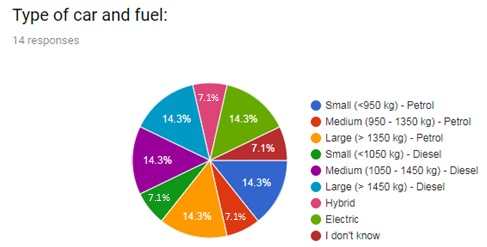 Type of car and fuel:
14 responses
7.1%
14.3%
14.3%
7.1%
14.3%
14.3%
7.1%
14.3%
7.1%
Small (<950 kg) - Petrol
Medium (950 - 1350 kg) - Petrol
Large (> 1350 kg) - Petrol
Small (<1050 kg) - Diesel
Medium (1050 - 1450 kg) - Diesel
Large (> 1450 kg) - Diesel
Hybrid
Electric
I don't know